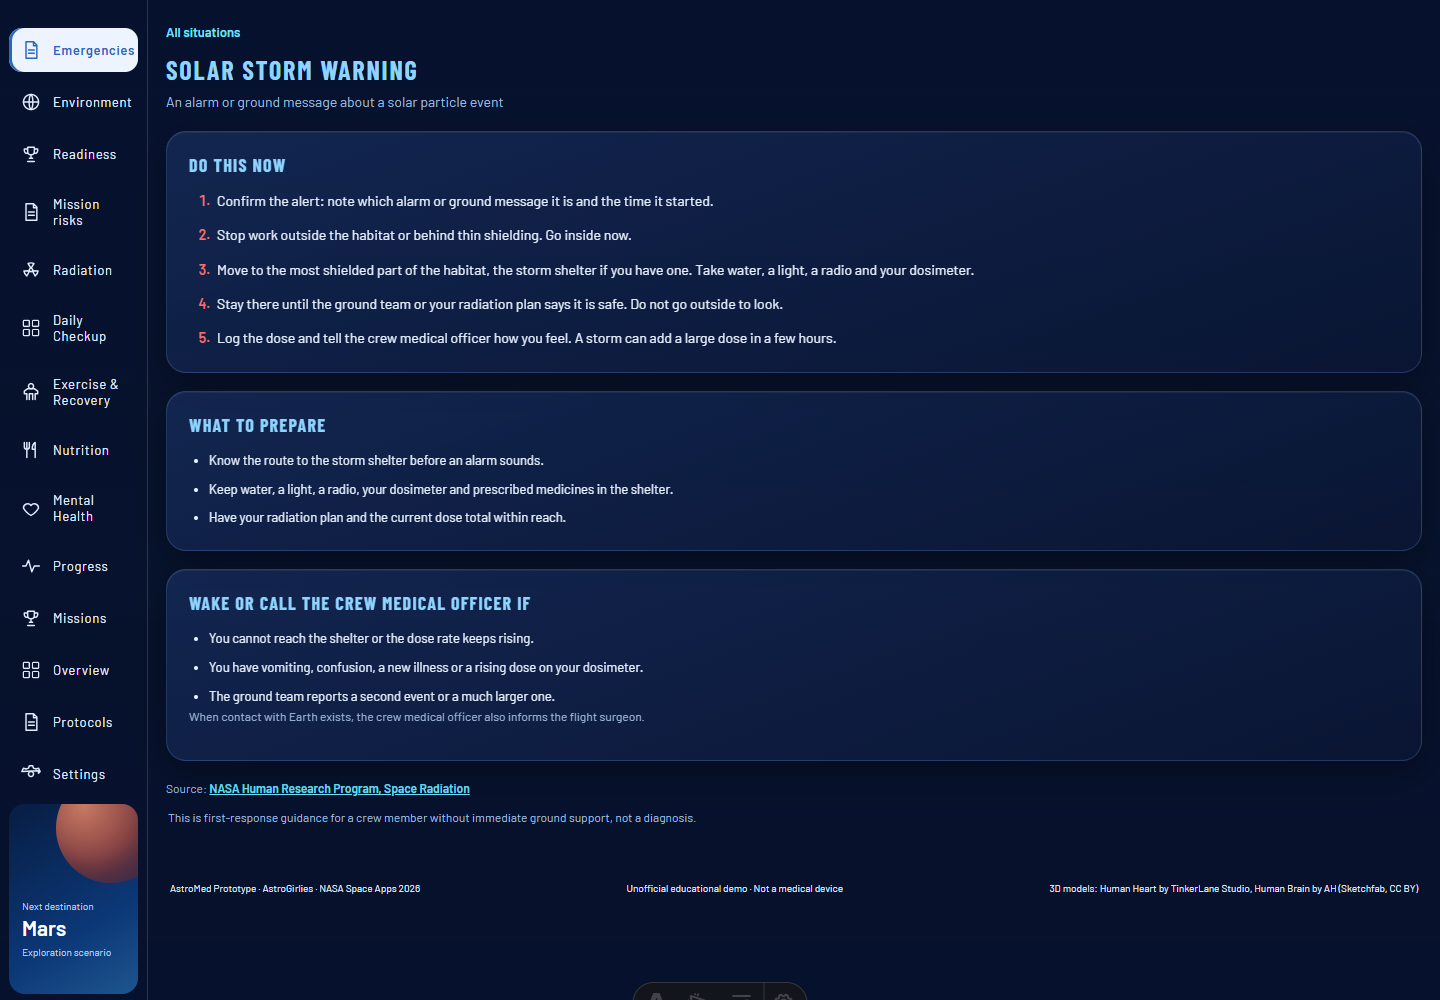 Emergencies
Environment
Readiness
Mission
risks
Radiation
Daily
Checkup
Exercise &
Recovery
Nutrition
Mental
Health
Progress
Missions
Overview
Protocols
Settings
Next destination
Mars
Exploration scenario
All situations
SOLAR STORM WARNING
An alarm or ground message about a solar particle event
DO THIS NOW
1. Confirm the alert: note which alarm or ground message it is and the time it started.
2. Stop work outside the habitat or behind thin shielding. Go inside now.
3. Move to the most shielded part of the habitat, the storm shelter if you have one. Take water, a light, a radio and your dosimeter.
4. Stay there until the ground team or your radiation plan says it is safe. Do not go outside to look.
5. Log the dose and tell the crew medical officer how you feel. A storm can add a large dose in a few hours.
WHAT TO PREPARE
• Know the route to the storm shelter before an alarm sounds.
• Keep water, a light, a radio, your dosimeter and prescribed medicines in the shelter.
• Have your radiation plan and the current dose total within reach.
WAKE OR CALL THE CREW MEDICAL OFFICER IF
• You cannot reach the shelter or the dose rate keeps rising.
• You have vomiting, confusion, a new illness or a rising dose on your dosimeter.
• The ground team reports a second event or a much larger one.
When contact with Earth exists, the crew medical officer also informs the flight surgeon.
Source: NASA Human Research Program, Space Radiation
This is first-response guidance for a crew member without immediate ground support, not a diagnosis.
AstroMed Prototype · AstroGirlies · NASA Space Apps 2026
Unofficial educational demo · Not a medical device
3D models: Human Heart by TinkerLane Studio, Human Brain by AH (Sketchfab, CC BY)